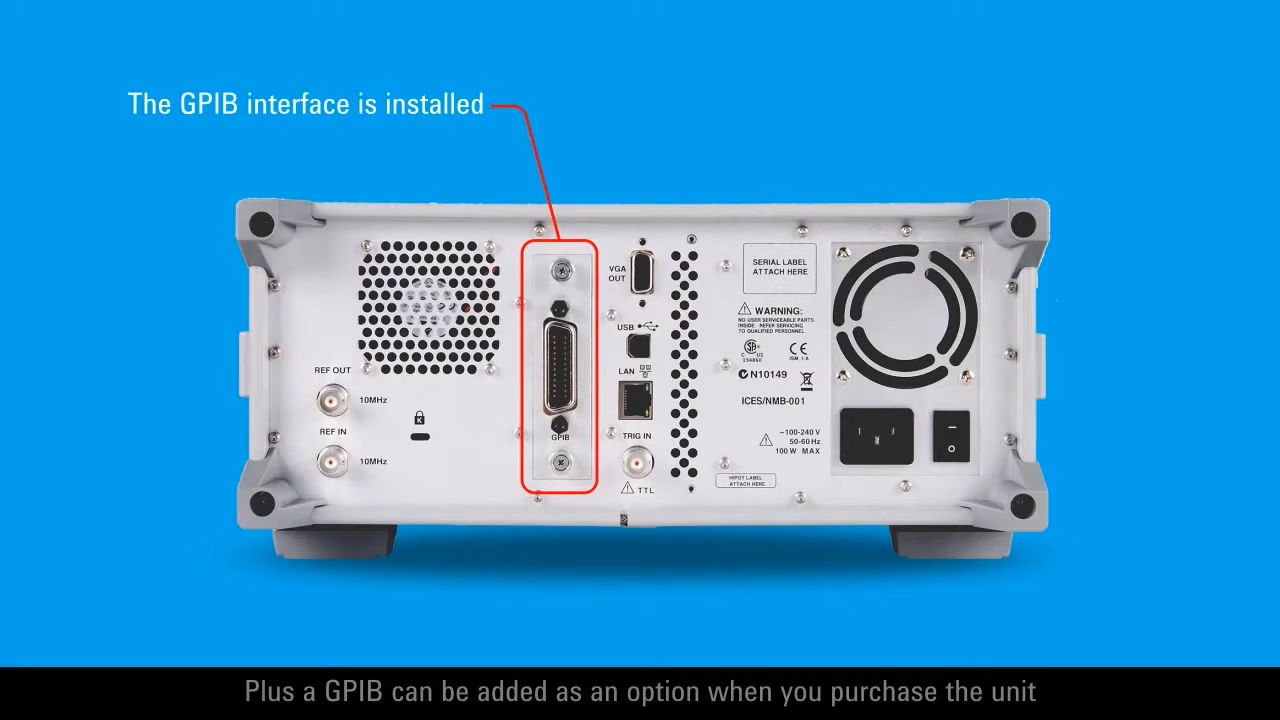 The GPIB interface is installed
VGA
OUT
USB
LAN
TRIG IN
TTL
GPIB
REF OUT
10MHz
REF IN
10MHz
K
SERIAL LABEL
ATTACH HERE
WARNING:
NO USER SERVICEABLE PARTS
INSIDE. REFER SERVICING
TO QUALIFIED PERSONNEL
C US
234860
CE
ISM 1-A
N10149
ICES/NMB-001
~100-240 V
50-60 Hz
100 W MAX
HIPOT LABEL
ATTACH HERE
Plus a GPIB can be added as an option when you purchase the unit